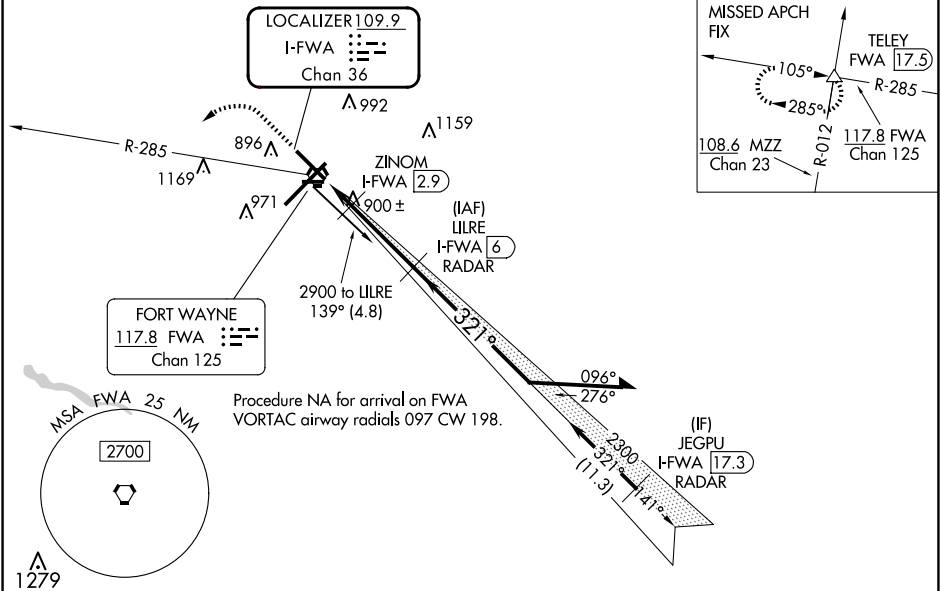 LOCALIZER 109.9
I-FWA
Chan 36
MISSED APCH
FIX
TELEY
FWA 17.5
105°
R-285
285°
R-012
117.8 FWA
Chan 125
108.6 MZZ
Chan 23
992
1159
896
R-285
1169
971
ZINOM
I-FWA 2.9
900 ±
(IAF)
LILRE
I-FWA 6
RADAR
2900 to LILRE
139° (4.8)
FORT WAYNE
117.8 FWA
Chan 125
321°
096°
276°
Procedure NA for arrival on FWA
VORTAC airway radials 097 CW 198.
(IF)
JEGPU
I-FWA 17.3
RADAR
2300
321°
(11.3)
141°
MSA FWA 25 NM
2700
1279